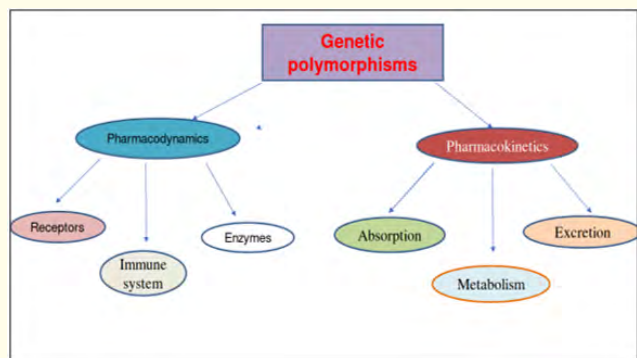 Genetic
polymorphisms
Pharmacodynamics
Pharmacokinetics
Receptors
Immune
system
Enzymes
Absorption
Metabolism
Excretion